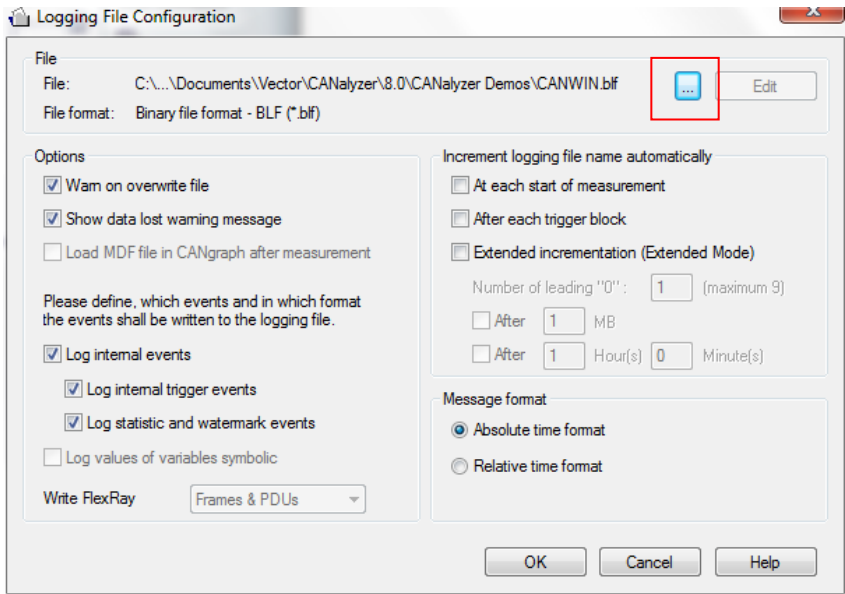 Logging File Configuration
File
File: C:\...\Documents\Vector\CANalyzer\8.0\CANalyzer Demos\CANWIN.blf ... Edit
File format: Binary file format - BLF (*.blf)
Options
Warn on overwrite file
Show data lost warning message
Load MDF file in CANgraph after measurement
Please define, which events and in which format
the events shall be written to the logging file.
Log internal events
Log internal trigger events
Log statistic and watermark events
Log values of variables symbolic
Write FlexRay Frames & PDUs
Increment logging file name automatically
At each start of measurement
After each trigger block
Extended incrementation (Extended Mode)
Number of leading "0" : 1 (maximum 9)
After 1 MB
After 1 Hour(s) 0 Minute(s)
Message format
Absolute time format
Relative time format
OK Cancel Help